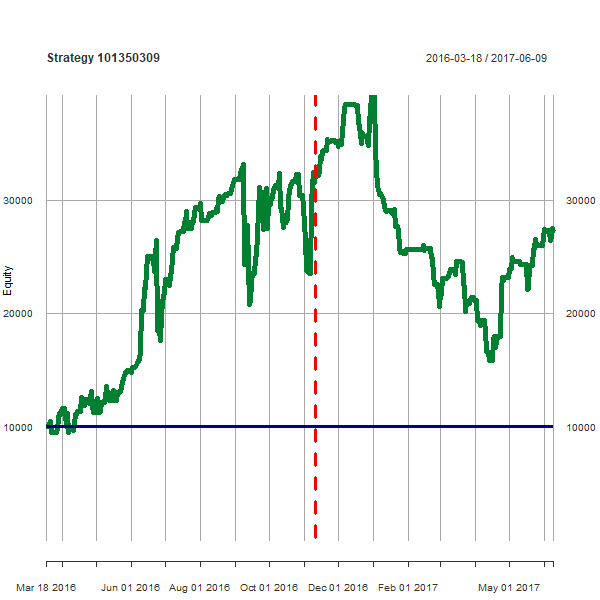 Strategy 101350309
2016-03-18 / 2017-06-09
Equity
30000
30000
20000
20000
10000
10000
Mar 18 2016
Jun 01 2016
Aug 01 2016
Oct 01 2016
Dec 01 2016
Feb 01 2017
May 01 2017